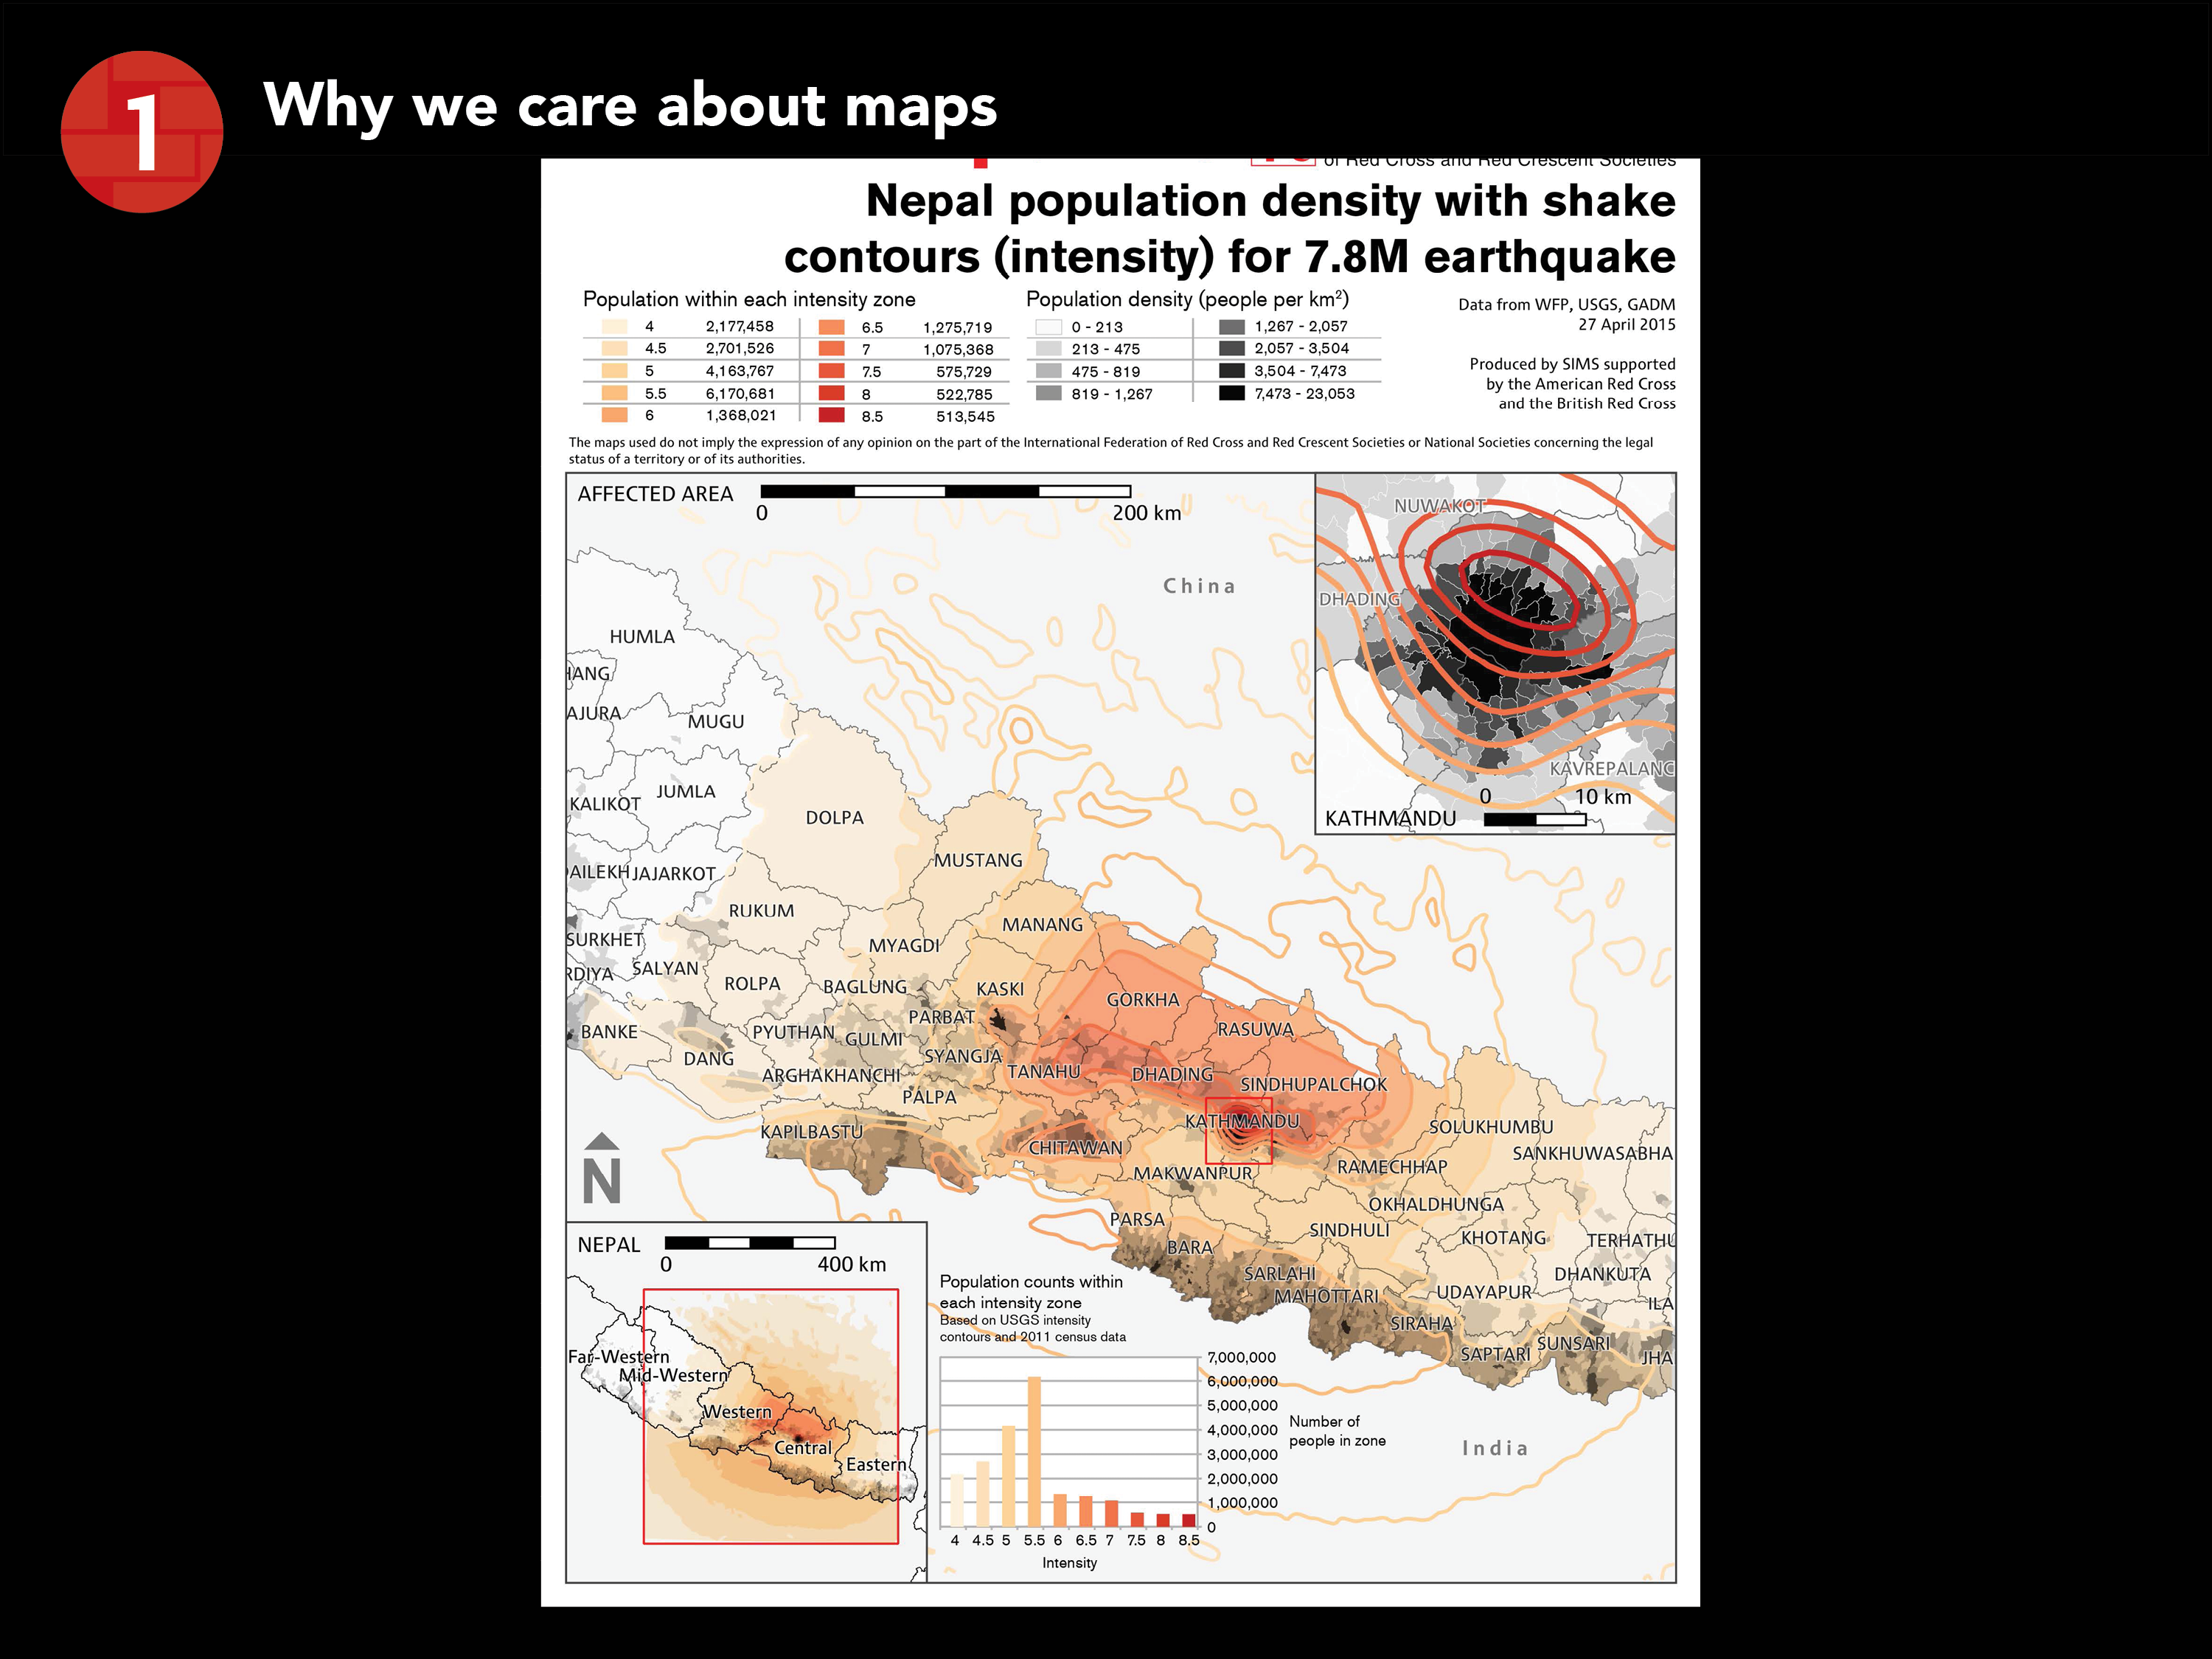 1
Why we care about maps
of Red Cross and Red Crescent Societies
Nepal population density with shake
contours (intensity) for 7.8M earthquake
Population within each intensity zone
4 2,177,458 6.5 1,275,719
4.5 2,701,526 7 1,075,368
5 4,163,767 7.5 575,729
5.5 6,170,681 8 522,785
6 1,368,021 8.5 513,545
Population density (people per km²)
0 - 213 1,267 - 2,057
213 - 475 2,057 - 3,504
475 - 819 3,504 - 7,473
819 - 1,267 7,473 - 23,053
Data from WFP, USGS, GADM
27 April 2015
Produced by SIMS supported
by the American Red Cross
and the British Red Cross
The maps used do not imply the expression of any opinion on the part of the International Federation of Red Cross and Red Crescent Societies or National Societies concerning the legal
status of a territory or of its authorities.
AFFECTED AREA
0 200 km
China
NUWAKOT
DHADING
KAVREPALANC
0 10 km
KATHMANDU
HUMLA
HANG
AJURA
MUGU
JUMLA
KALIKOT
DOLPA
MUSTANG
AILEKH
JAJARKOT
RUKUM
MANANG
SURKHET
MYAGDI
SALYAN
RDIYA
ROLPA
BAGLUNG
KASKI
GORKHA
PARBAT
RASUWA
BANKE
PYUTHAN
GULMI
DANG
SYANGJA
TANAHU
DHADING
SINDHUPALCHOK
ARGHAKHANCHI
PALPA
KATHMANDU
KAPILBASTU
CHITAWAN
SOLUKHUMBU
SANKHUWASABHA
MAKWANPUR
RAMECHHAP
N
OKHALDHUNGA
PARSA
SINDHULI
BARA
KHOTANG
TERHATHU
SARLAHI
DHANKUTA
MAHOTTARI
UDAYAPUR
ILA
SIRAHA
SUNSARI
SAPTARI
JHA
India
NEPAL
0 400 km
Far-Western
Mid-Western
Western
Central
Eastern
Population counts within
each intensity zone
Based on USGS intensity
contours and 2011 census data
7,000,000
6,000,000
5,000,000
4,000,000
3,000,000
2,000,000
1,000,000
0
Number of
people in zone
4 4.5 5 5.5 6 6.5 7 7.5 8 8.5
Intensity